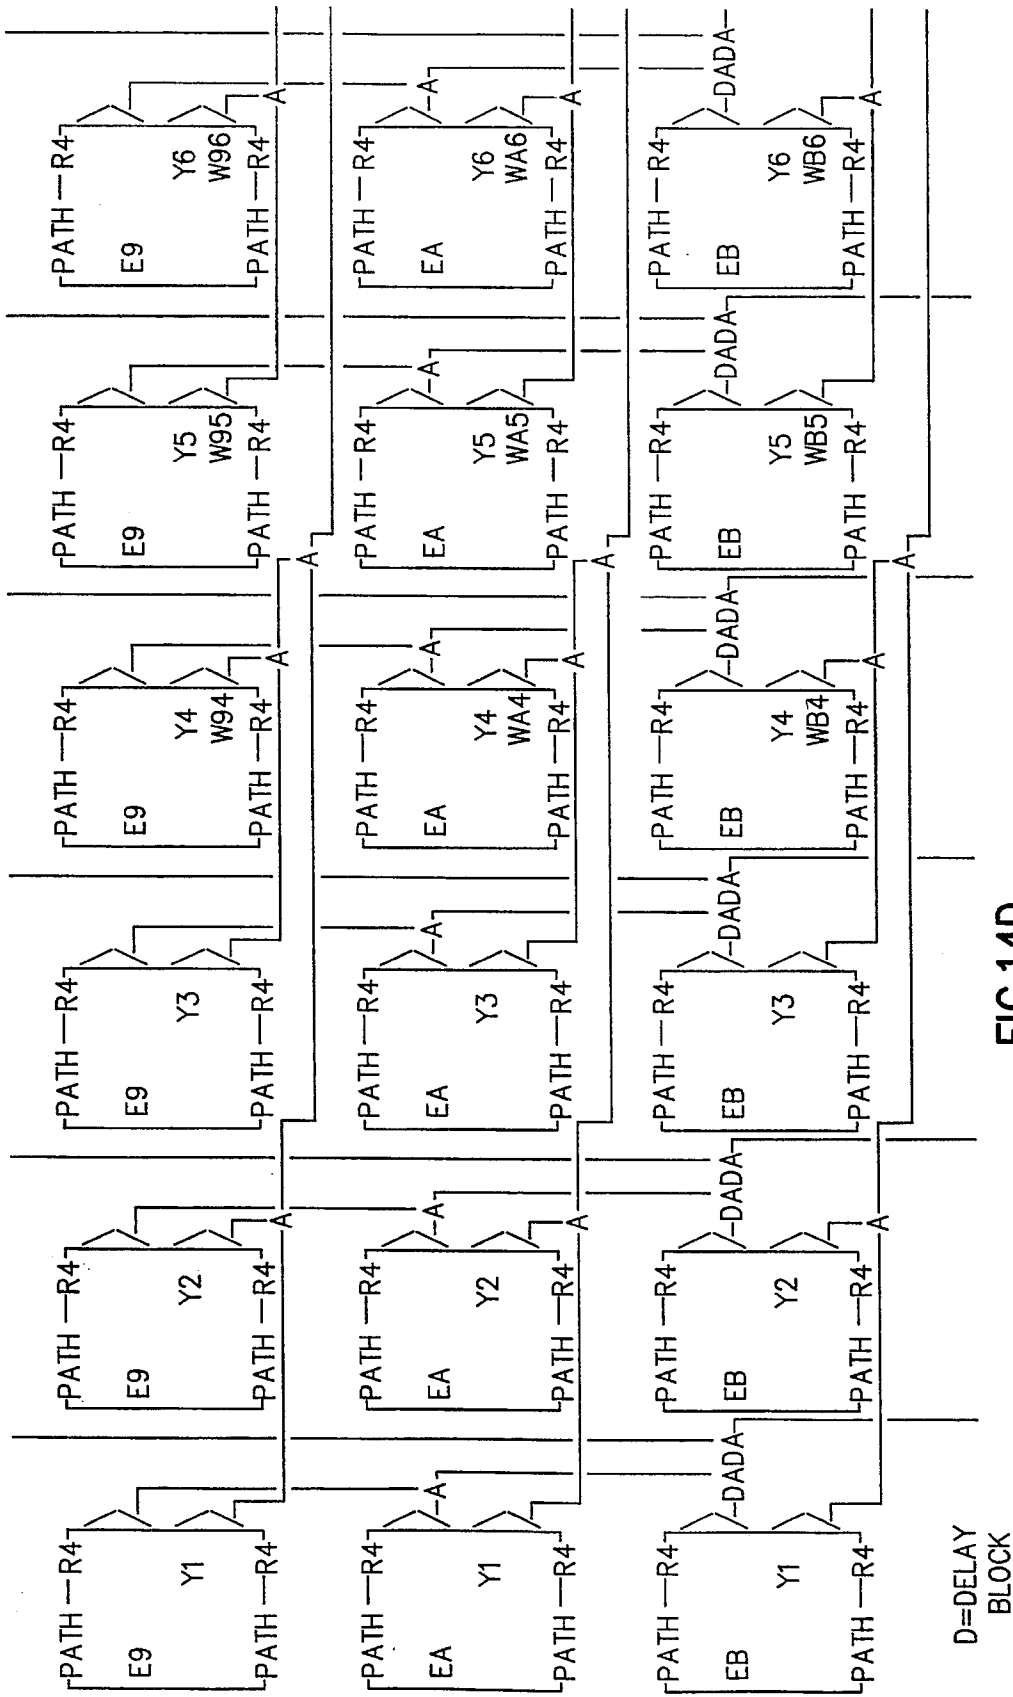 PATH —R4 PATH —R4 PATH —R4 PATH —R4 PATH —R4 PATH —R4
E9 E9 E9 E9 E9 E9
Y1 Y2 Y3 Y4 Y5 Y6
W94 W95 W96
PATH —R4 PATH —R4 PATH —R4 PATH —R4 PATH —R4 PATH —R4
A A A
A
PATH —R4 PATH —R4 PATH —R4 PATH —R4 PATH —R4 PATH —R4
EA A EA A EA A EA A EA A EA A
Y1 Y2 Y3 Y4 Y5 Y6
WA4 WA5 WA6
PATH —R4 PATH —R4 PATH —R4 PATH —R4 PATH —R4 PATH —R4
A A A
A
PATH —R4 PATH —R4 PATH —R4 PATH —R4 PATH —R4 PATH —R4
EB DADA EB DADA EB DADA EB DADA EB DADA EB DADA
Y1 Y2 Y3 Y4 Y5 Y6
WB4 WB5 WB6
PATH —R4 PATH —R4 PATH —R4 PATH —R4 PATH —R4 PATH —R4
A A A
A
D=DELAY
BLOCK
FIG.14D